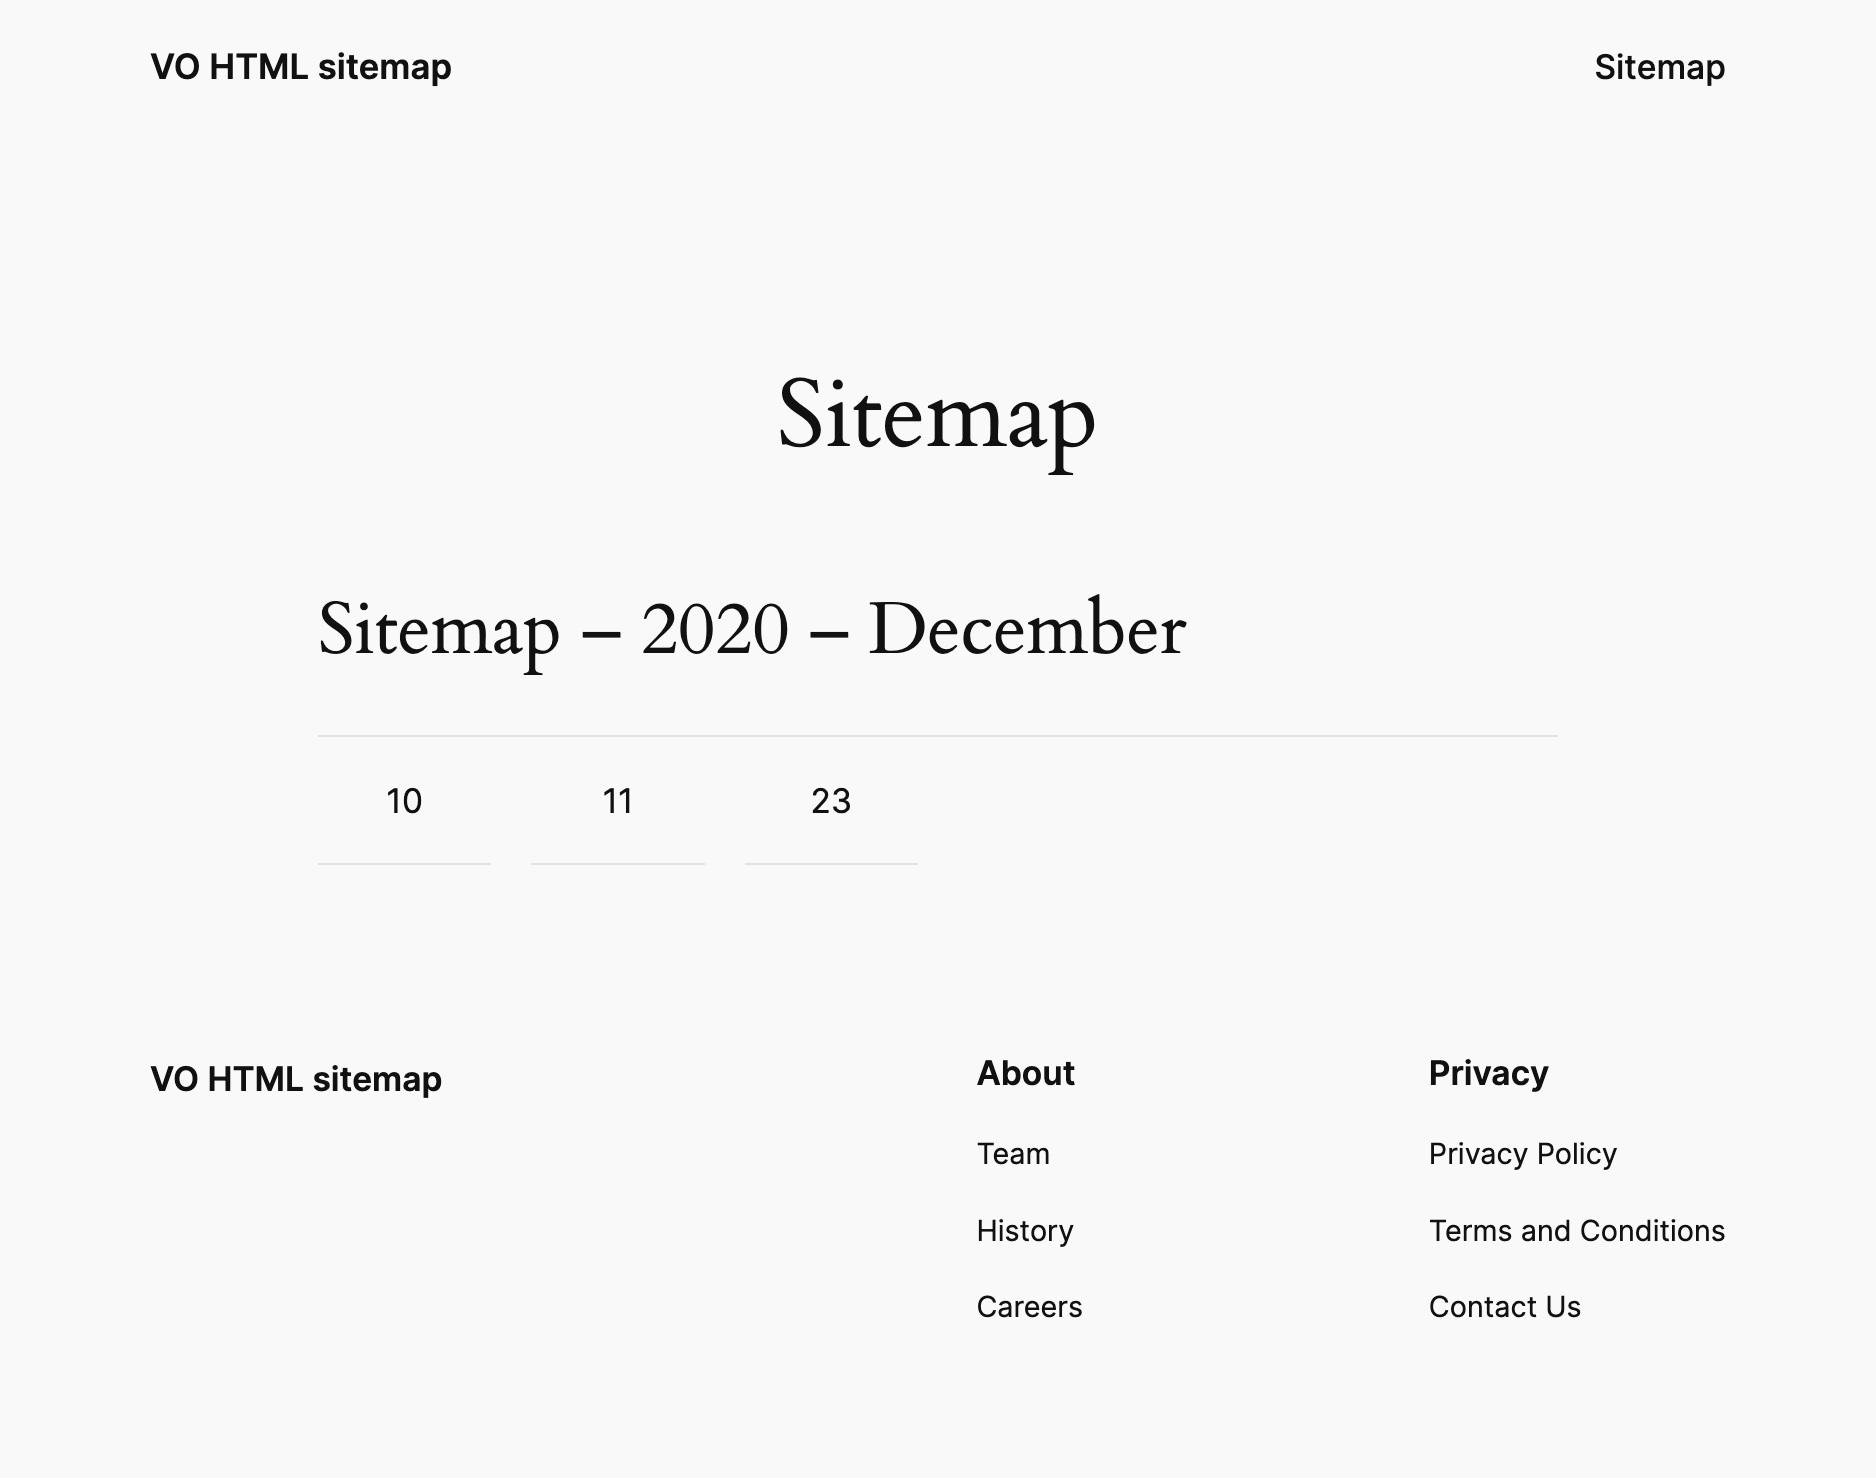 VO HTML sitemap
Sitemap
Sitemap
Sitemap – 2020 – December
10
11
23
VO HTML sitemap
About
Team
History
Careers
Privacy
Privacy Policy
Terms and Conditions
Contact Us